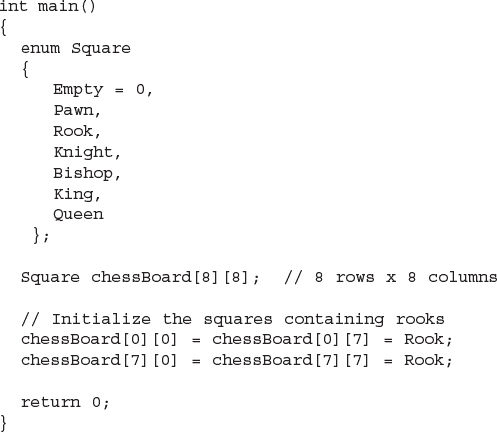 int main()
{
enum Square
{
Empty = 0,
Pawn,
Rook,
Knight,
Bishop,
King,
Queen
};
Square chessBoard[8][8]; // 8 rows x 8 columns
// Initialize the squares containing rooks
chessBoard[0][0] = chessBoard[0][7] = Rook;
chessBoard[7][0] = chessBoard[7][7] = Rook;
return 0;
}